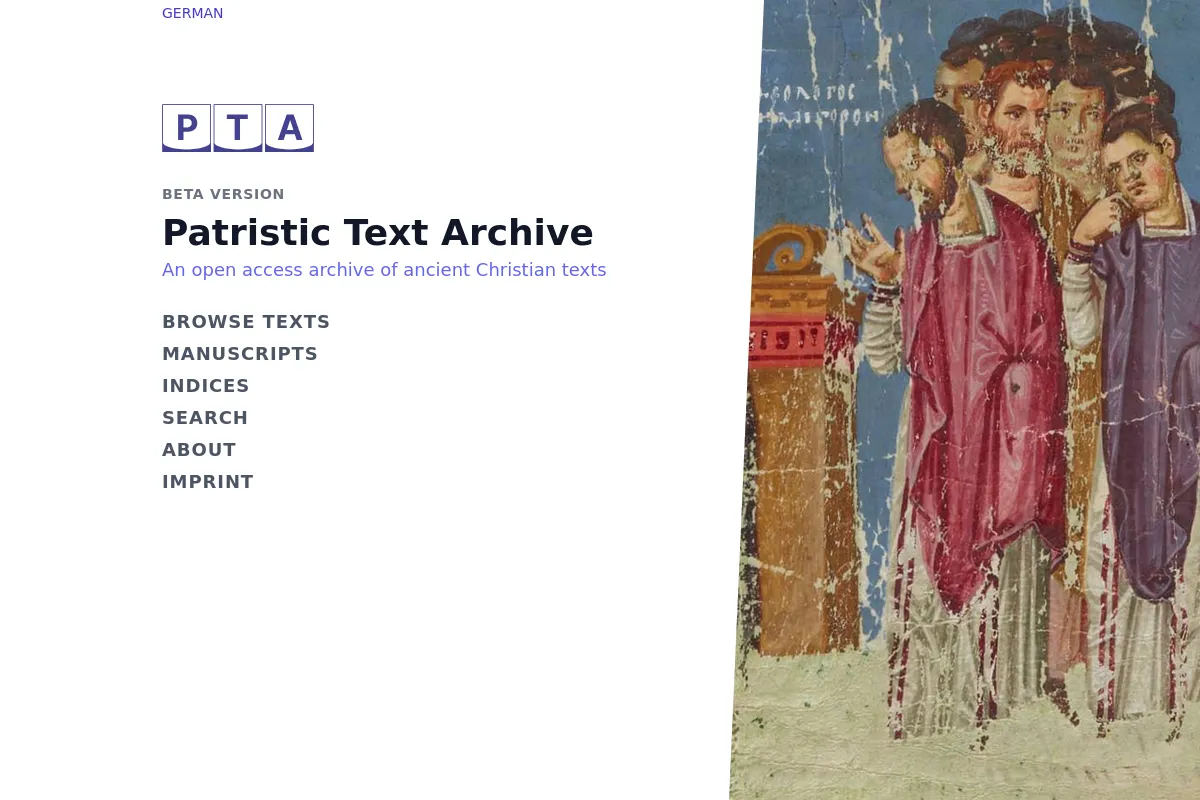 GERMAN
P T A
BETA VERSION
Patristic Text Archive
An open access archive of ancient Christian texts
BROWSE TEXTS
MANUSCRIPTS
INDICES
SEARCH
ABOUT
IMPRINT